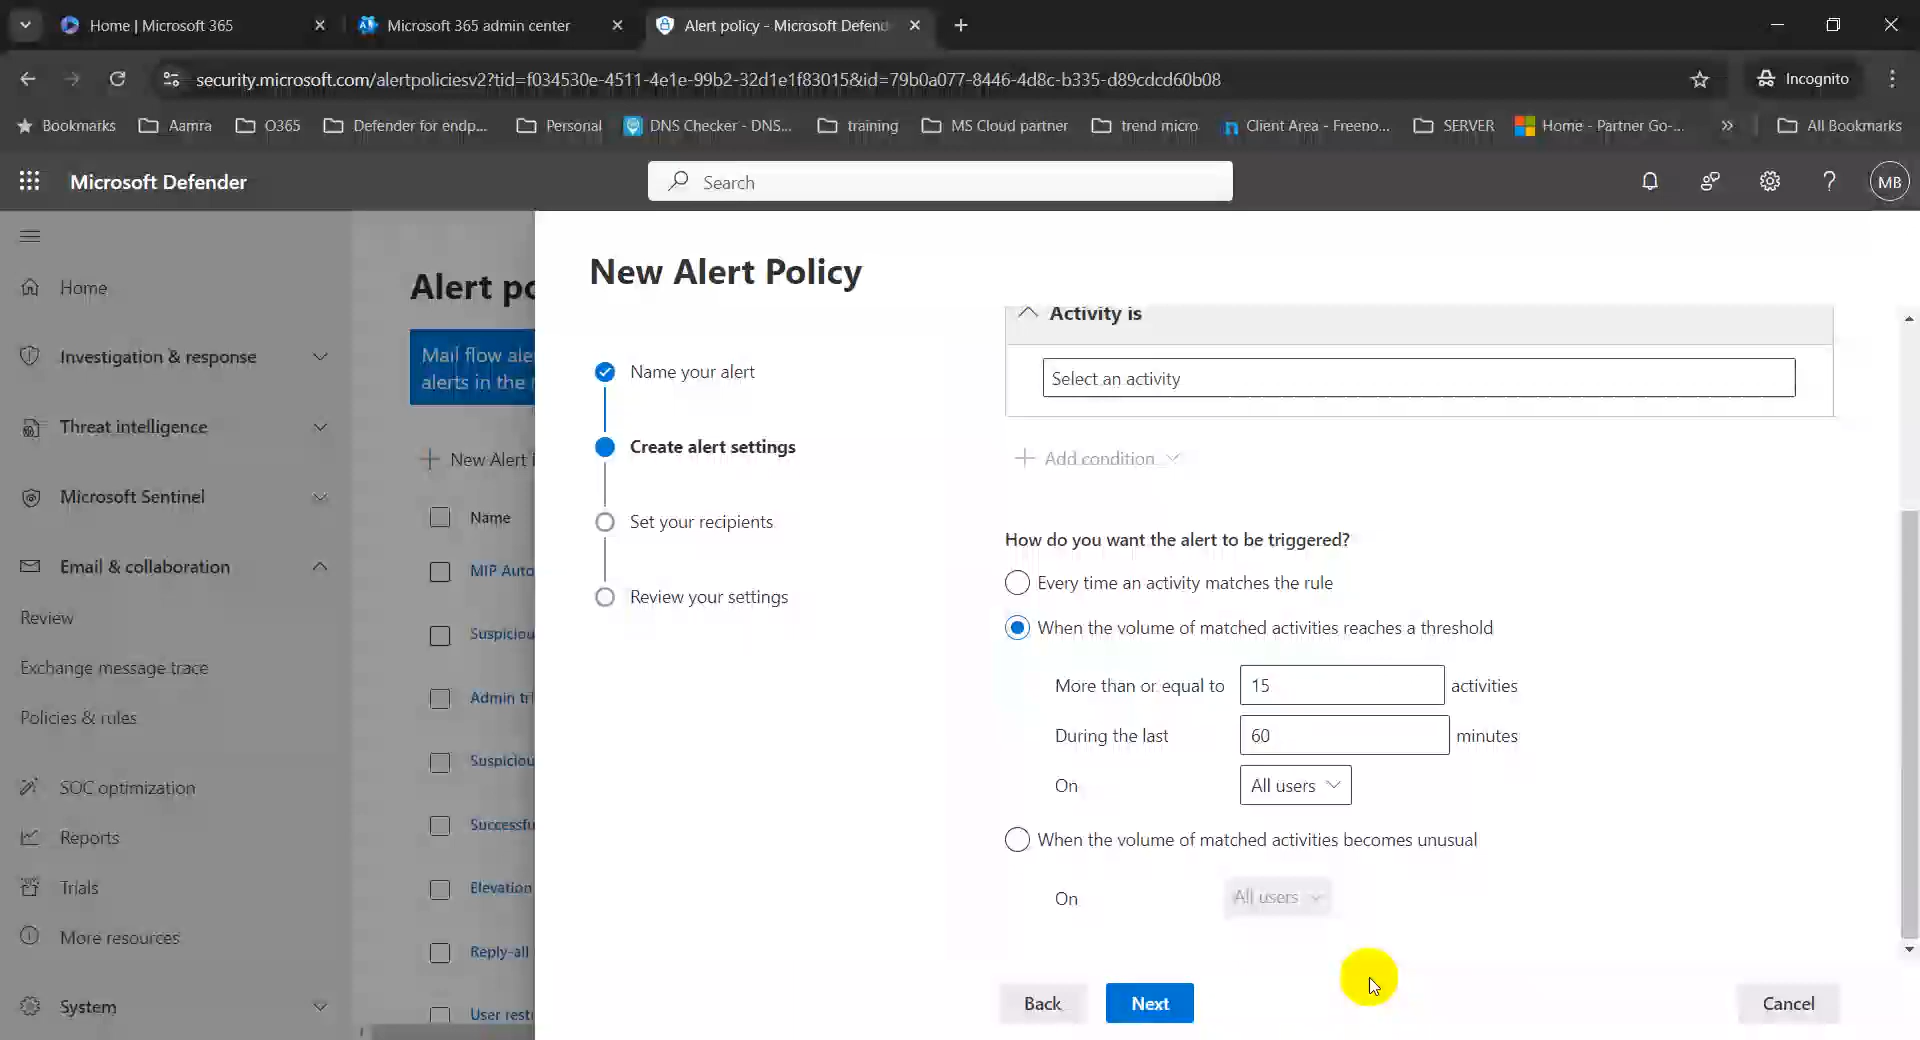 Home | Microsoft 365
Microsoft 365 admin center
Alert policy - Microsoft Defend
security.microsoft.com/alertpoliciesv2?tid=f034530e-4511-4e1e-99b2-32d1e1f83015&id=79b0a077-8446-4d8c-b335-d89cdcd60b08
Incognito
Bookmarks
Aamra
O365
Defender for endp...
Personal
DNS Checker - DNS...
training
MS Cloud partner
trend micro
Client Area - Freeno...
SERVER
Home - Partner Go-...
All Bookmarks
Microsoft Defender
Search
MB
Home
Investigation & response
Threat intelligence
Microsoft Sentinel
Email & collaboration
Review
Exchange message trace
Policies & rules
SOC optimization
Reports
Trials
More resources
System
Alert po
Mail flow ale
alerts in the
New Alert
Name
MIP Auto
Suspiciou
Admin tri
Suspiciou
Successfu
Elevation
Reply-all
User restr
New Alert Policy
Name your alert
Create alert settings
Set your recipients
Review your settings
Activity is
Select an activity
Add condition
How do you want the alert to be triggered?
Every time an activity matches the rule
When the volume of matched activities reaches a threshold
More than or equal to 15 activities
During the last 60 minutes
On All users
When the volume of matched activities becomes unusual
On All users
Back
Next
Cancel